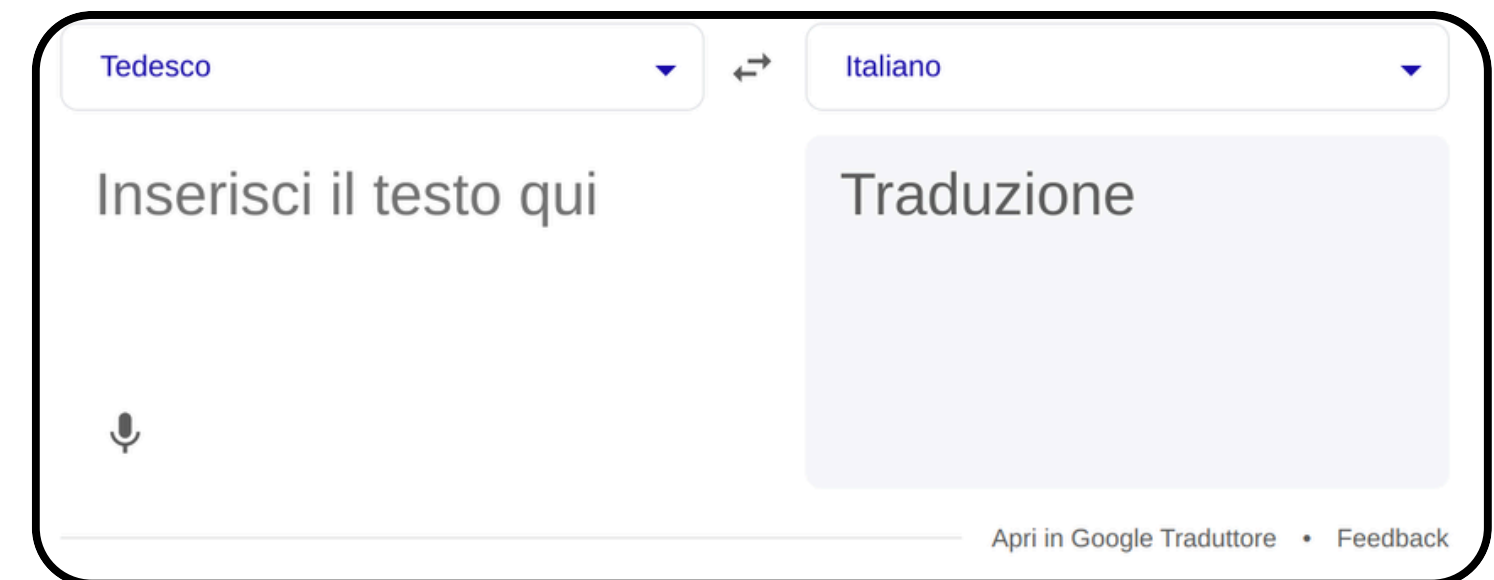 Tedesco
Italiano
Inserisci il testo qui
Traduzione
Apri in Google Traduttore • Feedback